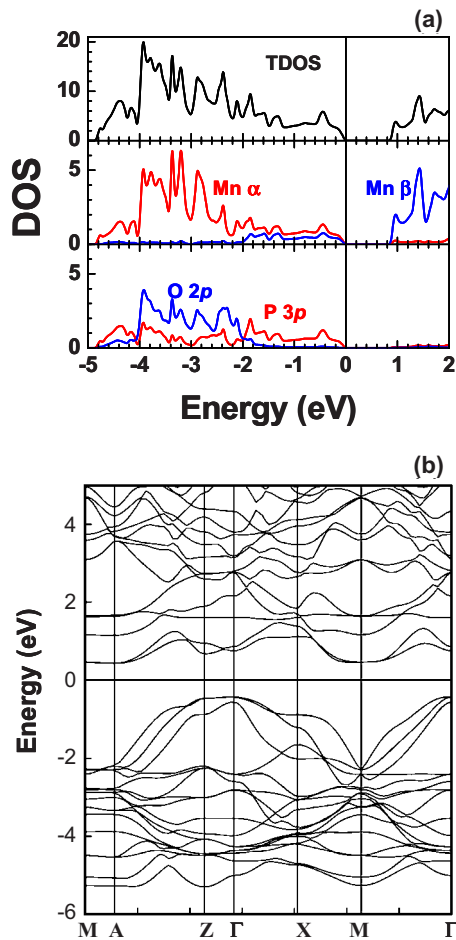 (a)
20
TDOS
10
0
DOS
5
Mn α
Mn β
0
5
O 2p
P 3p
0
-5 -4 -3 -2 -1 0 1 2
Energy (eV)
(b)
4
2
0
-2
-4
-6
Energy (eV)
M A Z Γ X M Γ